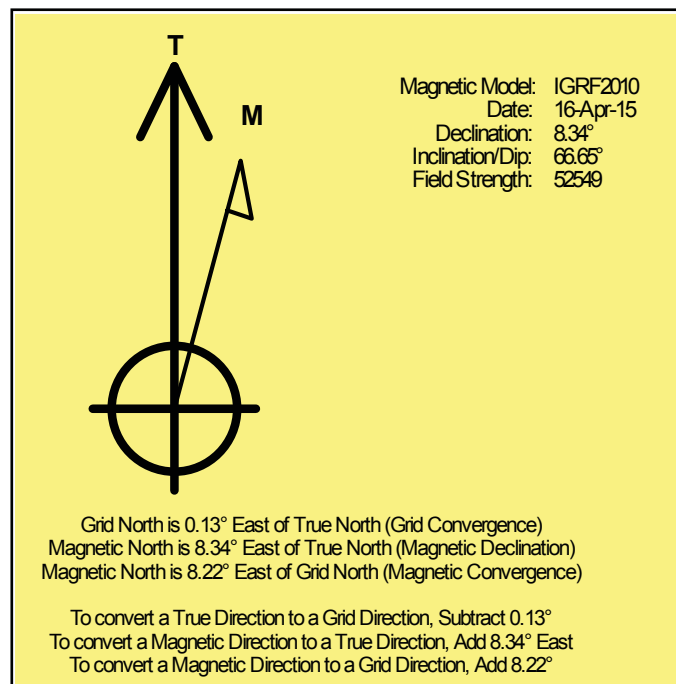 T
M
Magnetic Model: IGRF2010
Date: 16-Apr-15
Declination: 8.34°
Inclination/Dip: 66.65°
Field Strength: 52549
Grid North is 0.13° East of True North (Grid Convergence)
Magnetic North is 8.34° East of True North (Magnetic Declination)
Magnetic North is 8.22° East of Grid North (Magnetic Convergence)
To convert a True Direction to a Grid Direction, Subtract 0.13°
To convert a Magnetic Direction to a True Direction, Add 8.34° East
To convert a Magnetic Direction to a Grid Direction, Add 8.22°